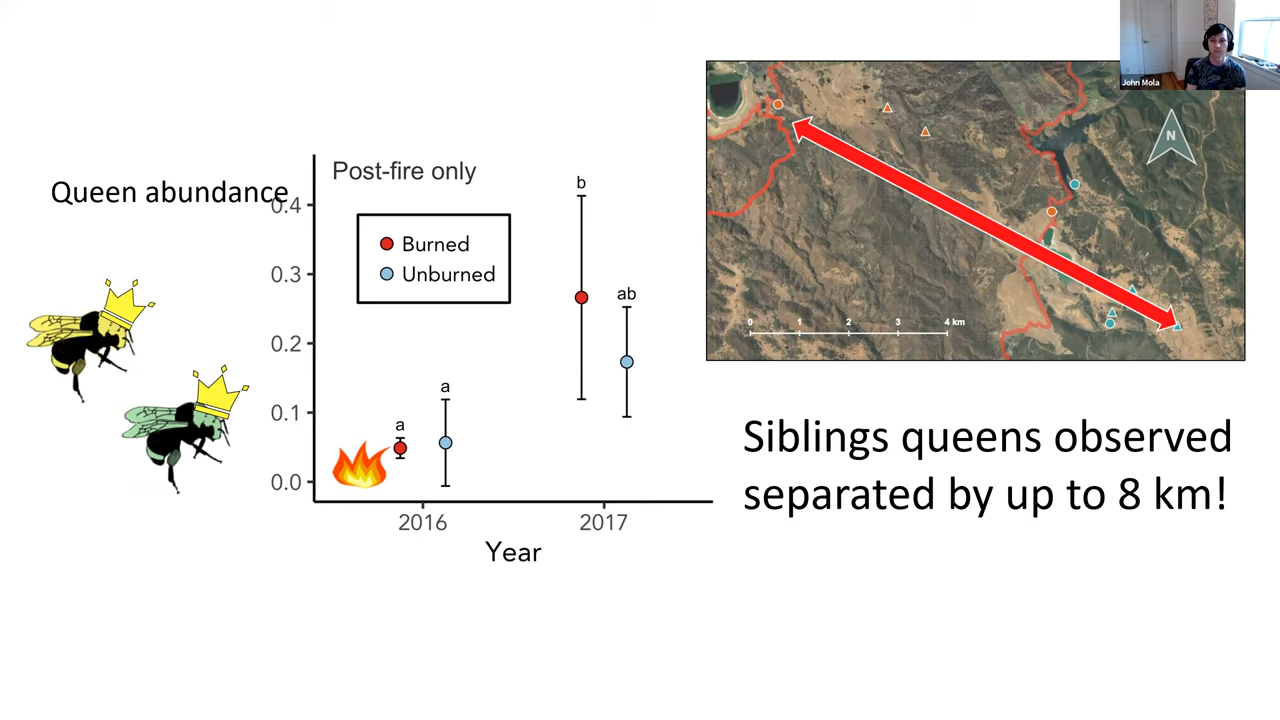 John Mola
Queen abundance
Post-fire only
Burned
Unburned
0.4
0.3
0.2
0.1
0.0
a
a
b
ab
2016
2017
Year
N
0 1 2 3 4 km
Siblings queens observed
separated by up to 8 km!